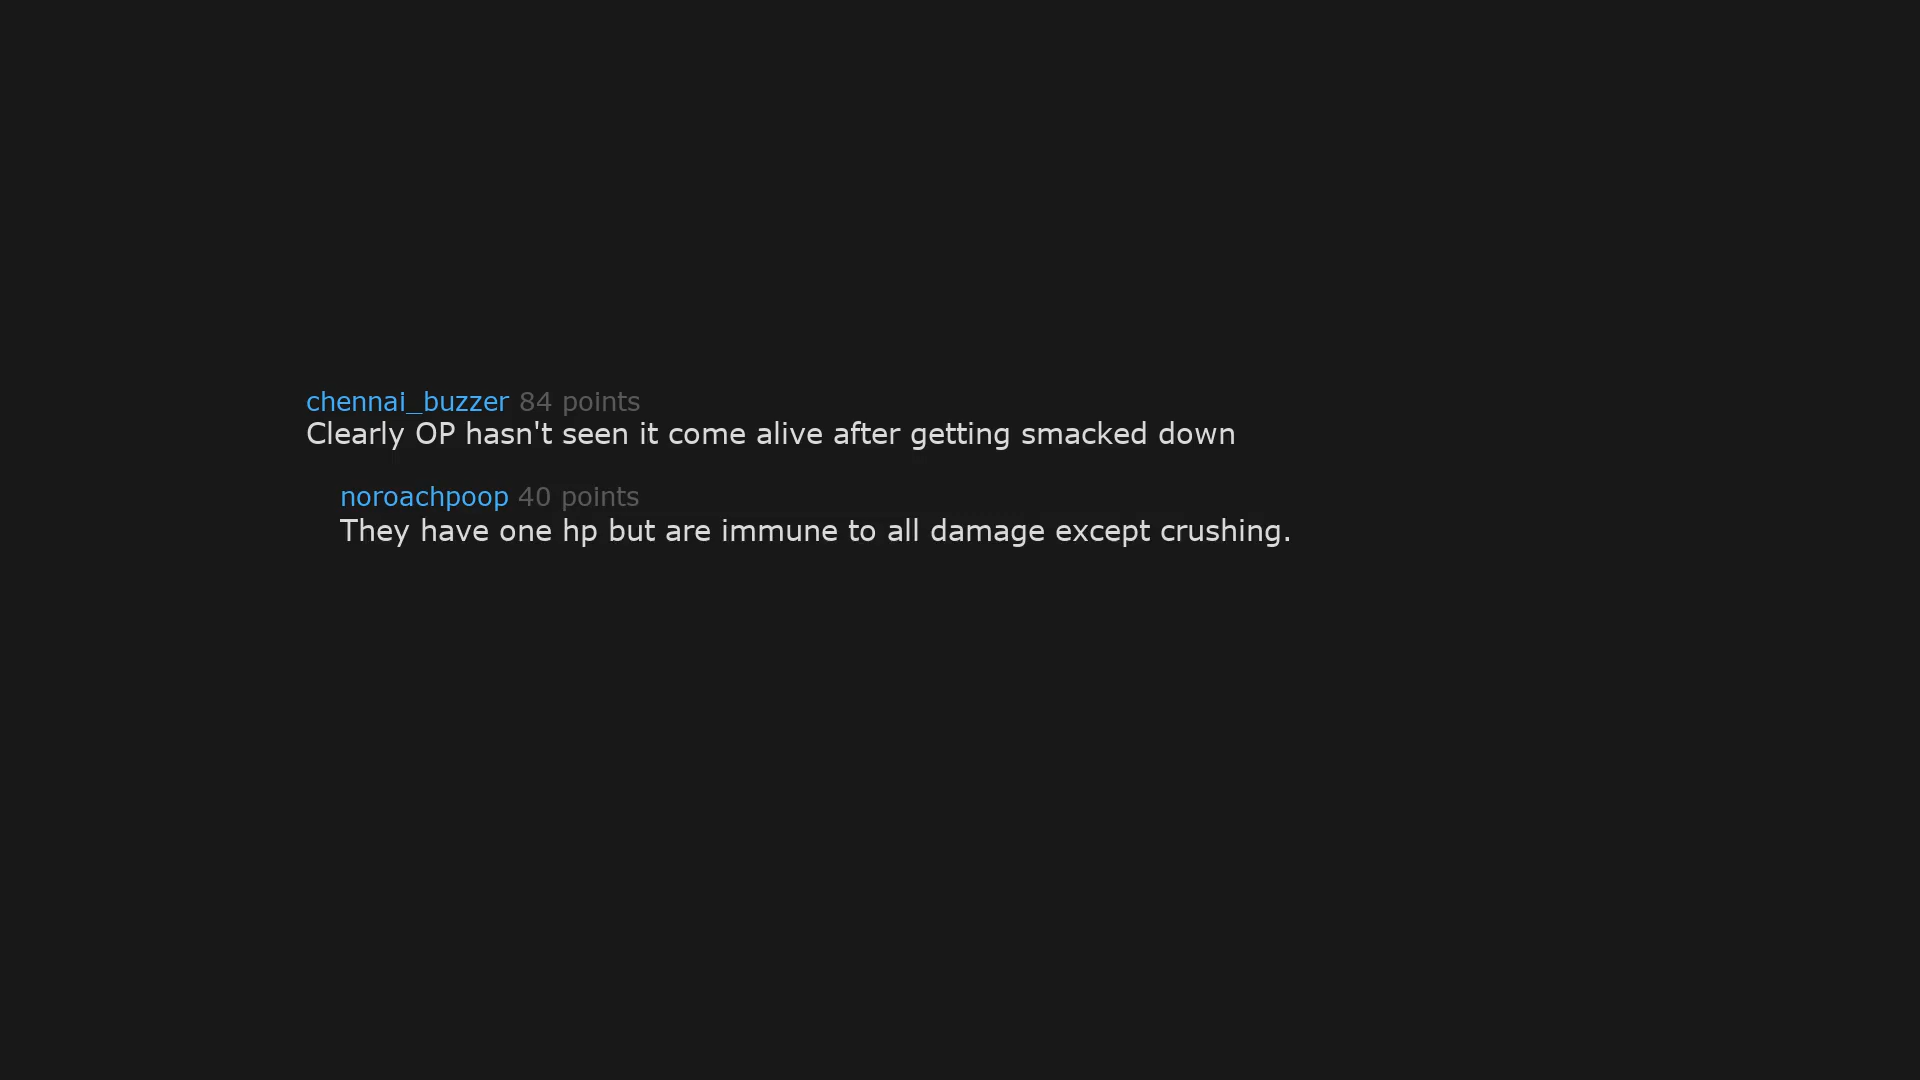 chennai_buzzer 84 points
Clearly OP hasn't seen it come alive after getting smacked down
noroachpoop 40 points
They have one hp but are immune to all damage except crushing.